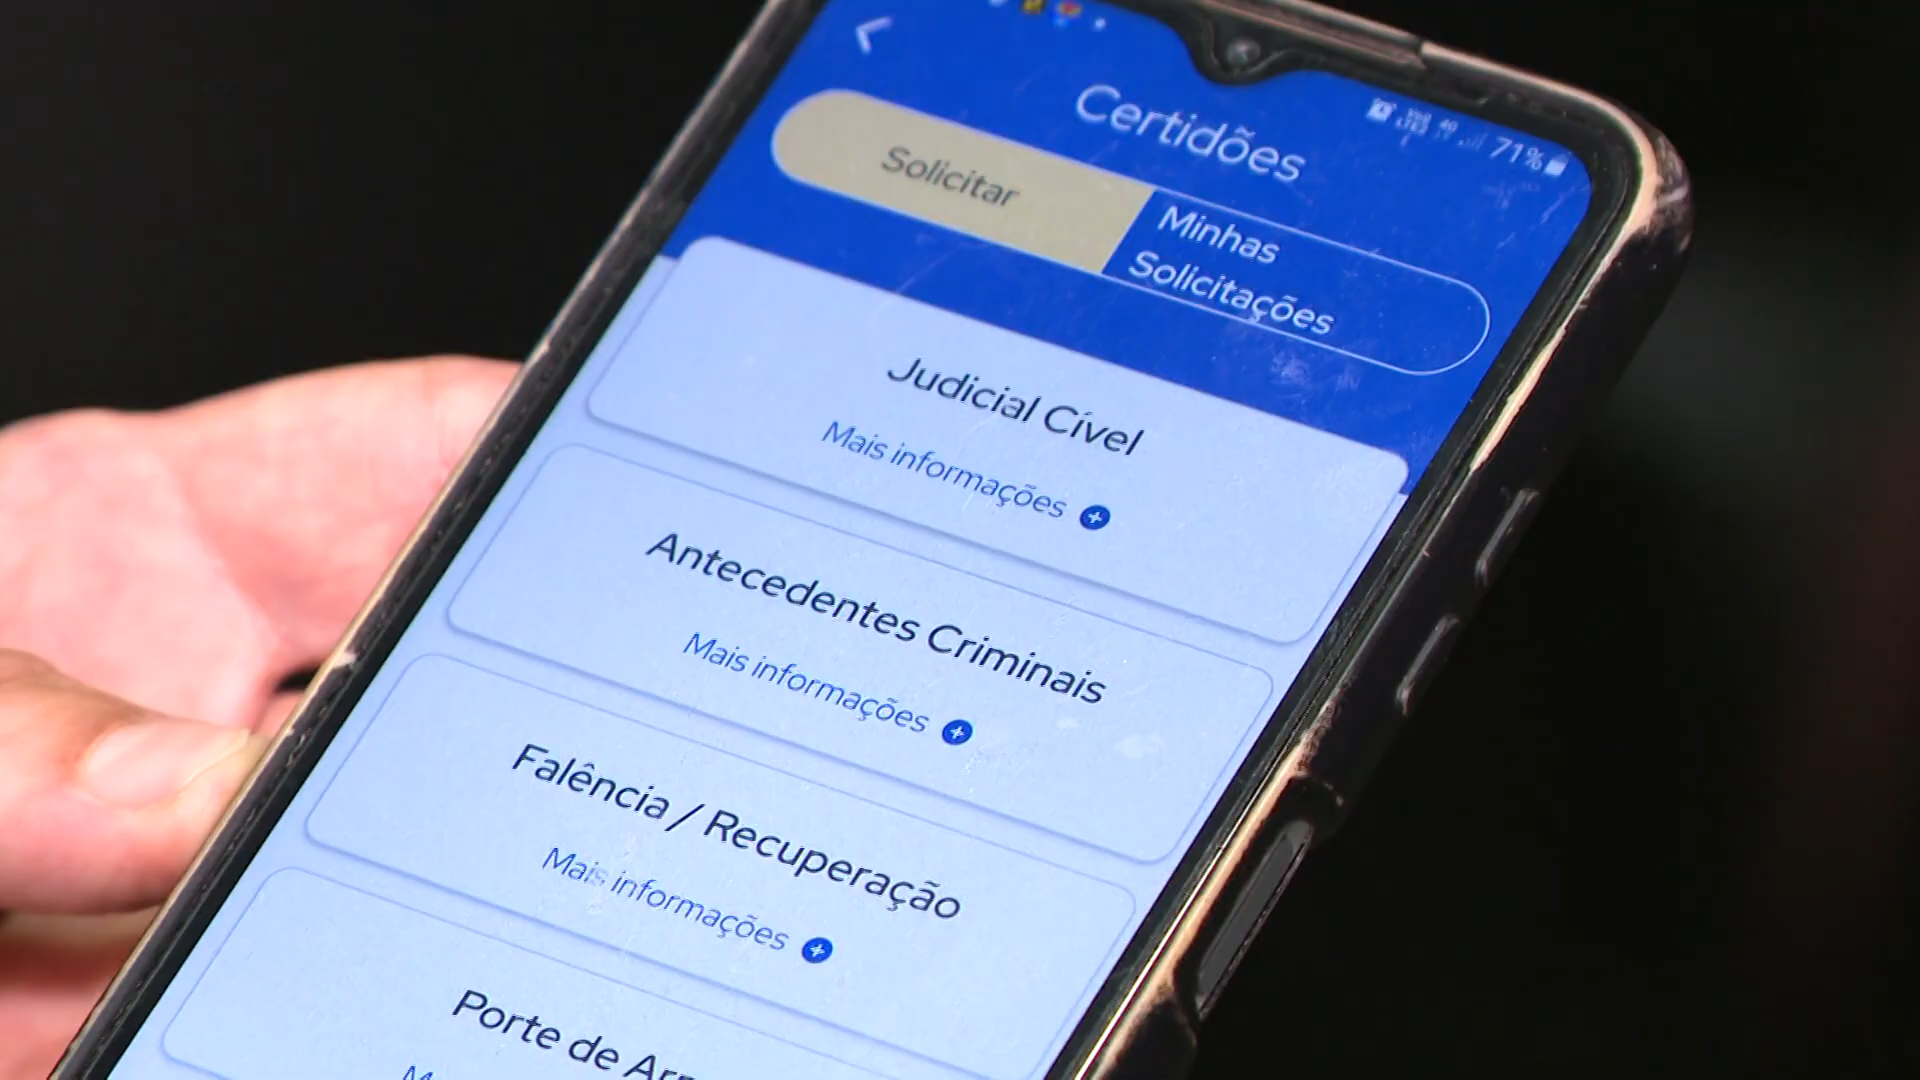 71%
Certidões
Solicitar
Minhas
Solicitações
Judicial Cível
Mais informações
Antecedentes Criminais
Mais informações
Falência / Recuperação
Mais informações
Porte de